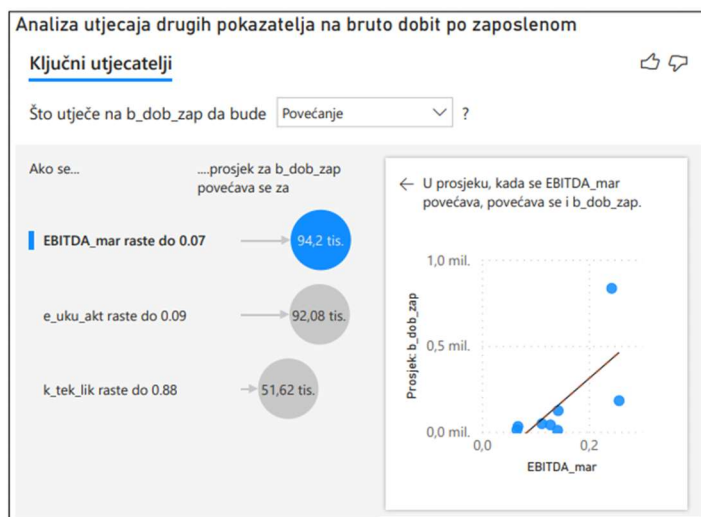 Analiza utjecaja drugih pokazatelja na bruto dobit po zaposlenom
Ključni utjecatelji
Što utječe na b_dob_zap da bude Povećanje ?
Ako se...
....prosjek za b_dob_zap
povećava se za
EBITDA_mar raste do 0.07
94,2 tis.
e_uku_akt raste do 0.09
92,08 tis.
k_tek_lik raste do 0.88
51,62 tis.
← U prosjeku, kada se EBITDA_mar
povećava, povećava se i b_dob_zap.
Prosjek: b_dob_zap
1,0 mil.
0,5 mil.
0,0 mil.
0,0
0,2
EBITDA_mar